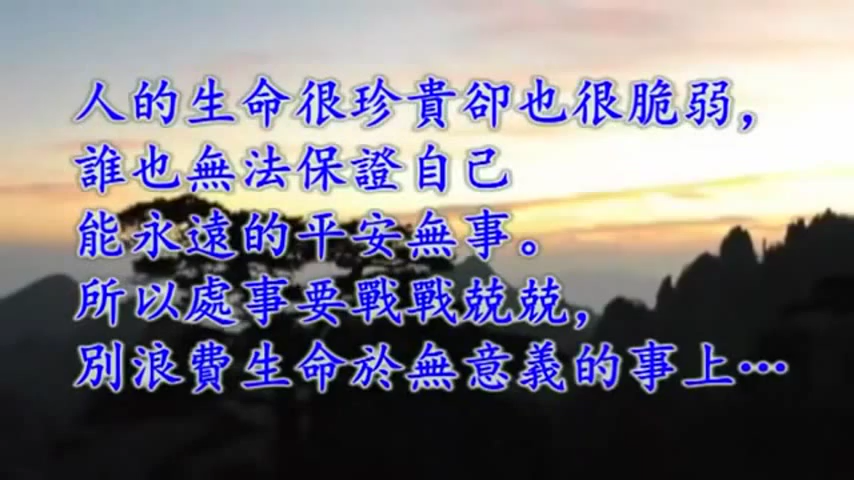 人的生命很珍貴卻也很脆弱,
誰也無法保證自己
能永遠的平安無事。
所以處事要戰戰兢兢,
別浪費生命於無意義的事上…